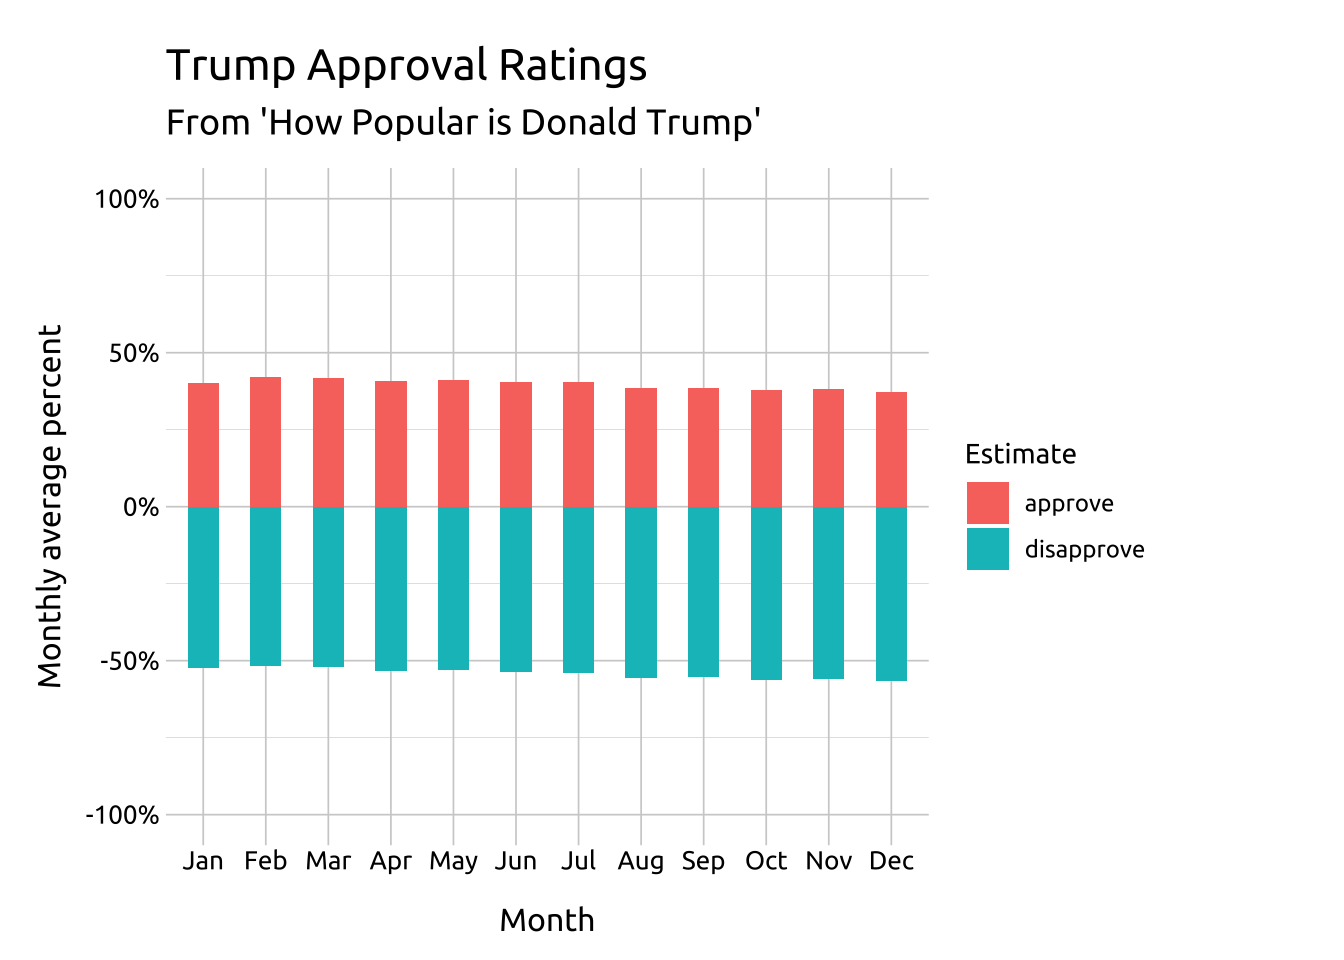 Trump Approval Ratings
From 'How Popular is Donald Trump'
Monthly average percent
100%
50%
0%
-50%
-100%
Jan Feb Mar Apr May Jun Jul Aug Sep Oct Nov Dec
Month
Estimate
approve
disapprove